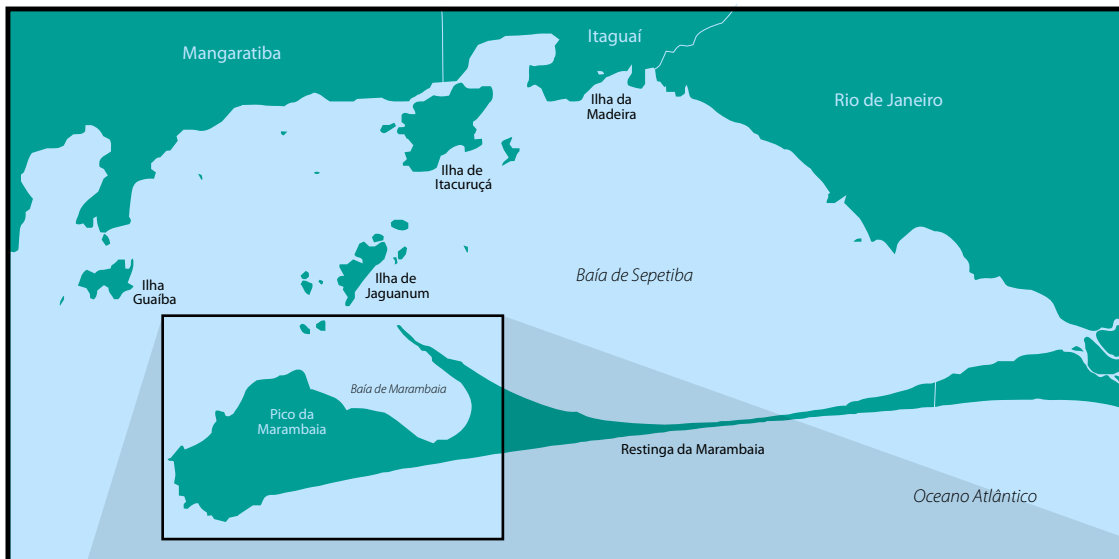 Itaguaí
Mangaratiba
Rio de Janeiro
Ilha da
Madeira
Ilha de
Itacuruçá
Baía de Sepetiba
Ilha
Guaíba
Ilha de
Jaguanum
Baía de Marambaia
Pico da
Marambaia
Restinga da Marambaia
Oceano Atlântico